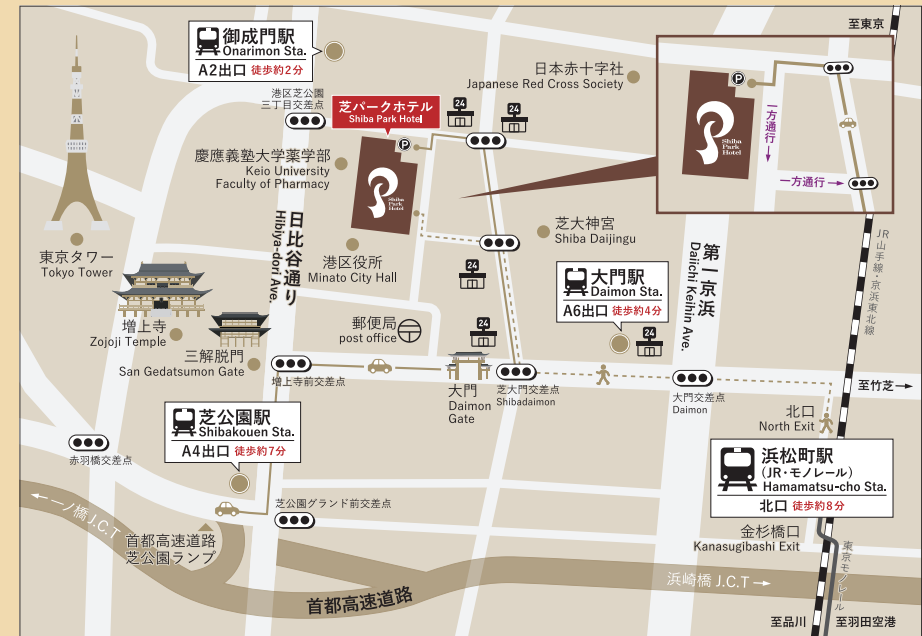 至東京
御成門駅
Onarimon Sta.
A2出口 徒歩約2分
日本赤十字社
Japanese Red Cross Society
港区芝公園
三丁目交差点
芝パークホテル
Shiba Park Hotel
24
24
P
P
Shiba
Park
Hotel
一方通行
一方通行
慶應義塾大学薬学部
Keio University
Faculty of Pharmacy
Shiba
Park
Hotel
東京タワー
Tokyo Tower
日比谷通り
Hibiya-dori Ave.
港区役所
Minato City Hall
芝大神宮
Shiba Daijingu
第一京浜
Daiichi Keihin Ave.
JR
山手線・京浜東北線
24
大門駅
Daimon Sta.
A6出口 徒歩約4分
増上寺
Zojoji Temple
郵便局
post office
24
24
三解脱門
San Gedatsumon Gate
増上寺前交差点
大門
Daimon
Gate
芝大門交差点
Shibadaimon
大門交差点
Daimon
至竹芝
北口
North Exit
芝公園駅
Shibakouen Sta.
A4出口 徒歩約7分
赤羽橋交差点
浜松町駅
(JR・モノレール)
Hamamatsu-cho Sta.
北口 徒歩約8分
一ノ橋 J.C.T
芝公園グランド前交差点
首都高速道路
芝公園ランプ
金杉橋口
Kanasugibashi Exit
東京モノレール
浜崎橋 J.C.T
首都高速道路
至品川
至羽田空港